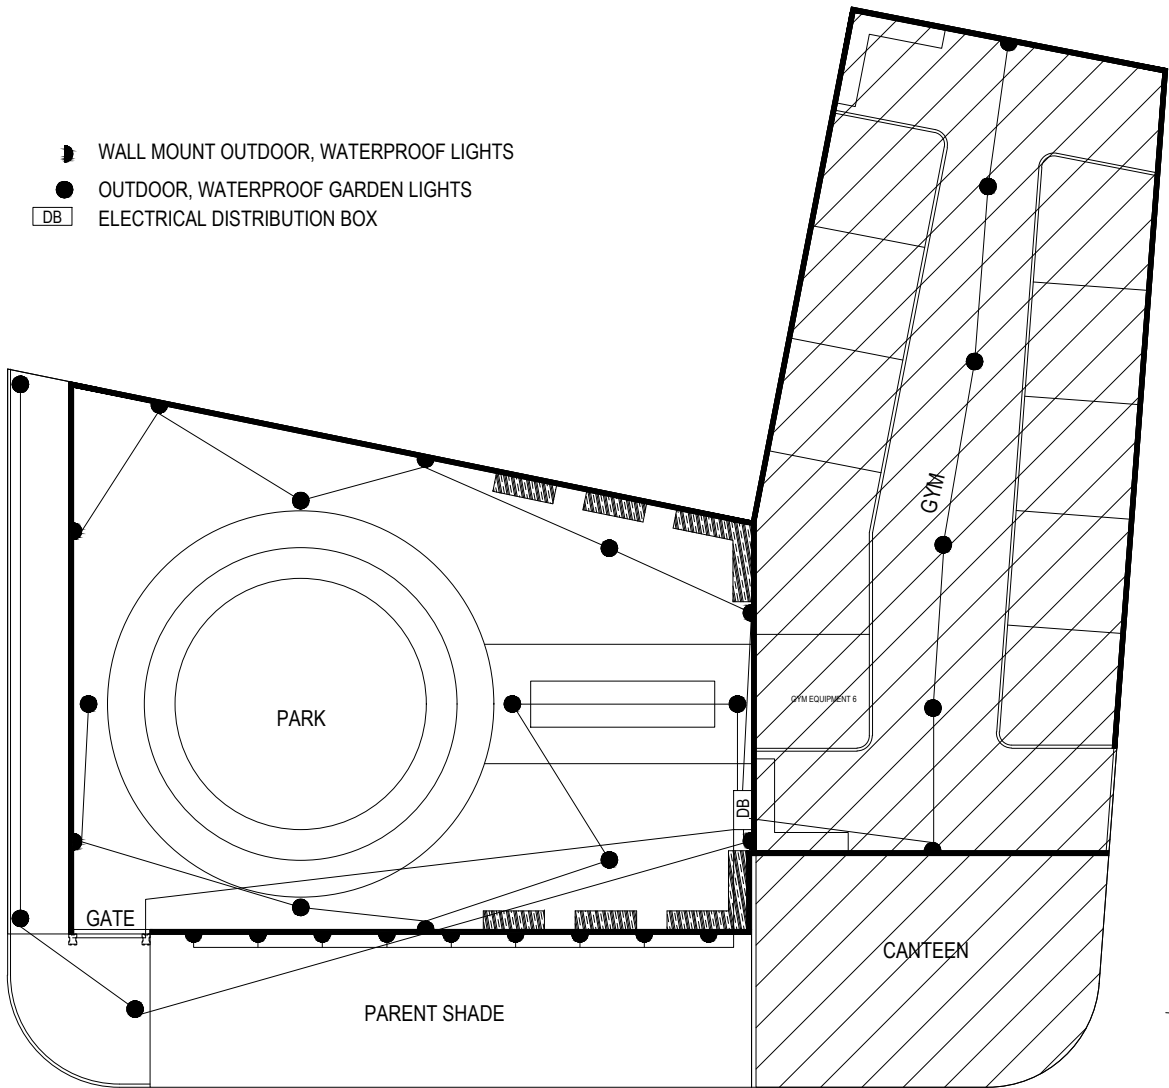 WALL MOUNT OUTDOOR, WATERPROOF LIGHTS
OUTDOOR, WATERPROOF GARDEN LIGHTS
DB ELECTRICAL DISTRIBUTION BOX
GYM
GYM EQUIPMENT 6
PARK
DB
GATE
CANTEEN
PARENT SHADE